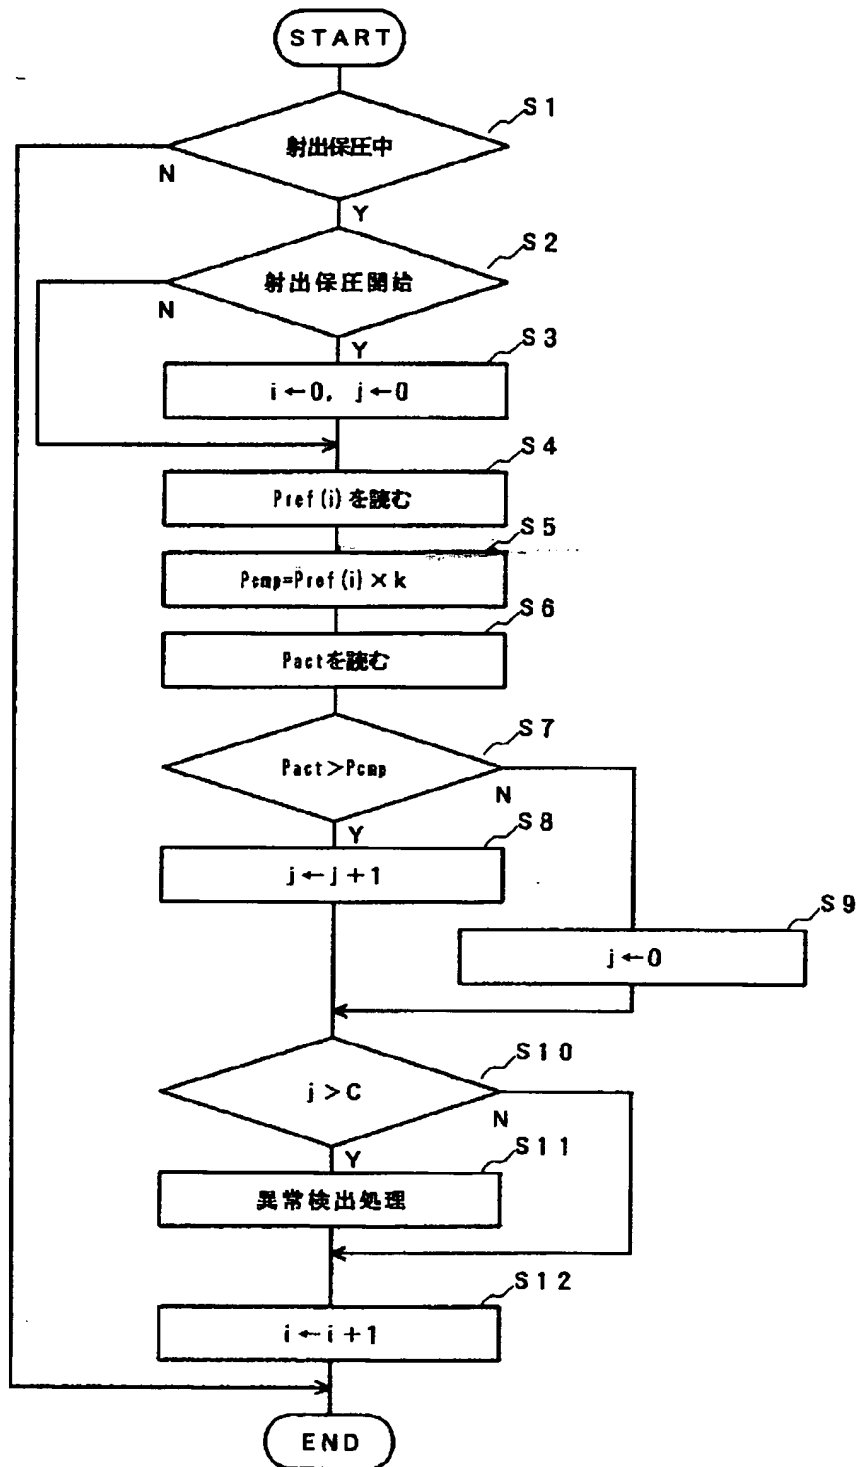 START
S1
射出保圧中
N
Y
S2
射出保圧開始
N
Y
S3
i←0, j←0
S4
Pref(i)を読む
S5
Pcmp=Pref(i)×k
S6
Pactを読む
S7
Pact>Pcmp
N
Y
S8
j←j+1
S9
j←0
S10
j>C
N
Y
S11
異常検出処理
S12
i←i+1
END